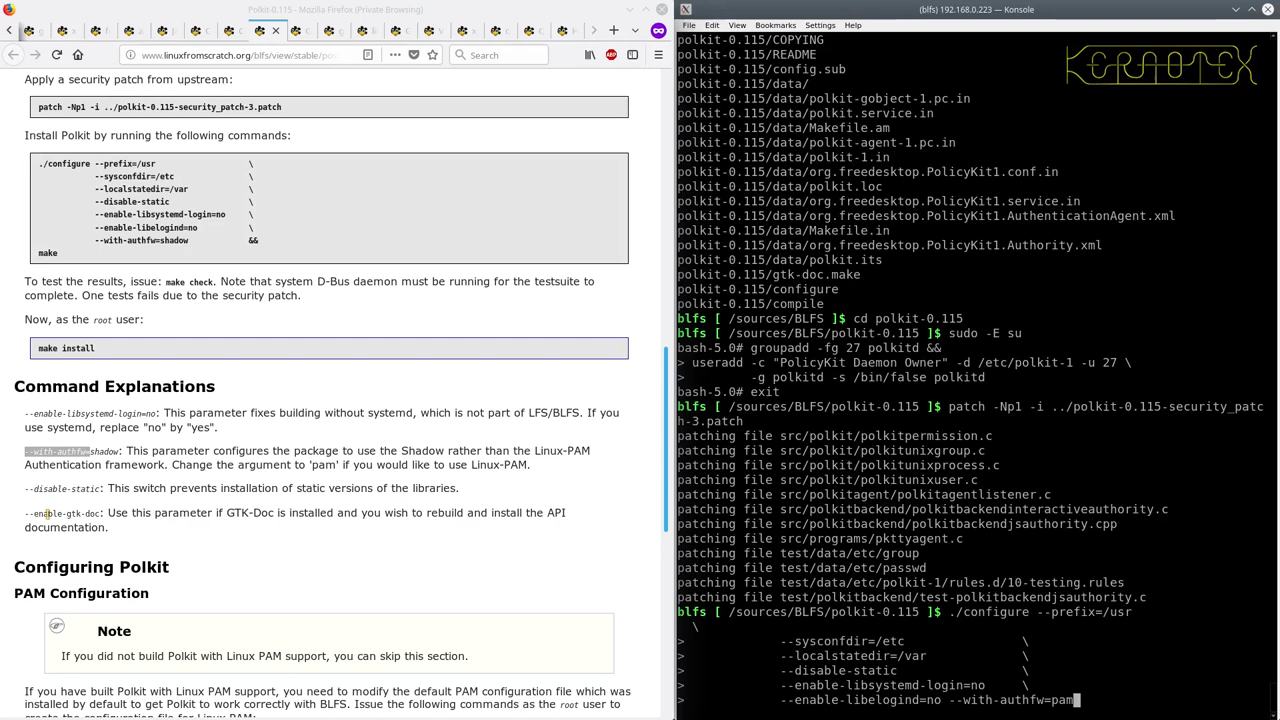 Polkit-0.115 — Mozilla Firefox (Private Browsing)
www.linuxfromscratch.org/blfs/view/stable/pos
Search
Apply a security patch from upstream:
patch -Np1 -i ../polkit-0.115-security_patch-3.patch
Install Polkit by running the following commands:
./configure --prefix=/usr \
--sysconfdir=/etc \
--localstatedir=/var \
--disable-static \
--enable-libsystemd-login=no \
--enable-libelogind=no \
--with-authfw=shadow &&
make
To test the results, issue: make check. Note that system D-Bus daemon must be running for the testsuite to
complete. One tests fails due to the security patch.
Now, as the root user:
make install
Command Explanations
--enable-libsystemd-login=no: This parameter fixes building without systemd, which is not part of LFS/BLFS. If you
use systemd, replace "no" by "yes".
--with-authfw=shadow: This parameter configures the package to use the Shadow rather than the Linux-PAM
Authentication framework. Change the argument to 'pam' if you would like to use Linux-PAM.
--disable-static: This switch prevents installation of static versions of the libraries.
--enable-gtk-doc: Use this parameter if GTK-Doc is installed and you wish to rebuild and install the API
documentation.
Configuring Polkit
PAM Configuration
Note
If you did not build Polkit with Linux PAM support, you can skip this section.
If you have built Polkit with Linux PAM support, you need to modify the default PAM configuration file which was
installed by default to get Polkit to work correctly with BLFS. Issue the following commands as the root user to
create the configuration file for Linux PAM:
(blfs) 192.168.0.223 — Konsole
File Edit View Bookmarks Settings Help
KERAOTEX
polkit-0.115/COPYING
polkit-0.115/README
polkit-0.115/config.sub
polkit-0.115/data/
polkit-0.115/data/polkit-gobject-1.pc.in
polkit-0.115/data/polkit.service.in
polkit-0.115/data/Makefile.am
polkit-0.115/data/polkit-agent-1.pc.in
polkit-0.115/data/polkit-1.in
polkit-0.115/data/org.freedesktop.PolicyKit1.conf.in
polkit-0.115/data/polkit.loc
polkit-0.115/data/org.freedesktop.PolicyKit1.service.in
polkit-0.115/data/org.freedesktop.PolicyKit1.AuthenticationAgent.xml
polkit-0.115/data/Makefile.in
polkit-0.115/data/org.freedesktop.PolicyKit1.Authority.xml
polkit-0.115/data/polkit.its
polkit-0.115/gtk-doc.make
polkit-0.115/configure
polkit-0.115/compile
blfs [ /sources/BLFS ]$ cd polkit-0.115
blfs [ /sources/BLFS/polkit-0.115 ]$ sudo -E su
bash-5.0# groupadd -fg 27 polkitd &&
> useradd -c "PolicyKit Daemon Owner" -d /etc/polkit-1 -u 27 \
> -g polkitd -s /bin/false polkitd
bash-5.0# exit
blfs [ /sources/BLFS/polkit-0.115 ]$ patch -Np1 -i ../polkit-0.115-security_patc
h-3.patch
patching file src/polkit/polkitpermission.c
patching file src/polkit/polkitunixgroup.c
patching file src/polkit/polkitunixprocess.c
patching file src/polkit/polkitunixuser.c
patching file src/polkitagent/polkitagentlistener.c
patching file src/polkitbackend/polkitbackendinteractiveauthority.c
patching file src/polkitbackend/polkitbackendjsauthority.cpp
patching file src/programs/pkttyagent.c
patching file test/data/etc/group
patching file test/data/etc/passwd
patching file test/data/etc/polkit-1/rules.d/10-testing.rules
patching file test/polkitbackend/test-polkitbackendjsauthority.c
blfs [ /sources/BLFS/polkit-0.115 ]$ ./configure --prefix=/usr
\
> --sysconfdir=/etc \
> --localstatedir=/var \
> --disable-static \
> --enable-libsystemd-login=no \
> --enable-libelogind=no --with-authfw=pam